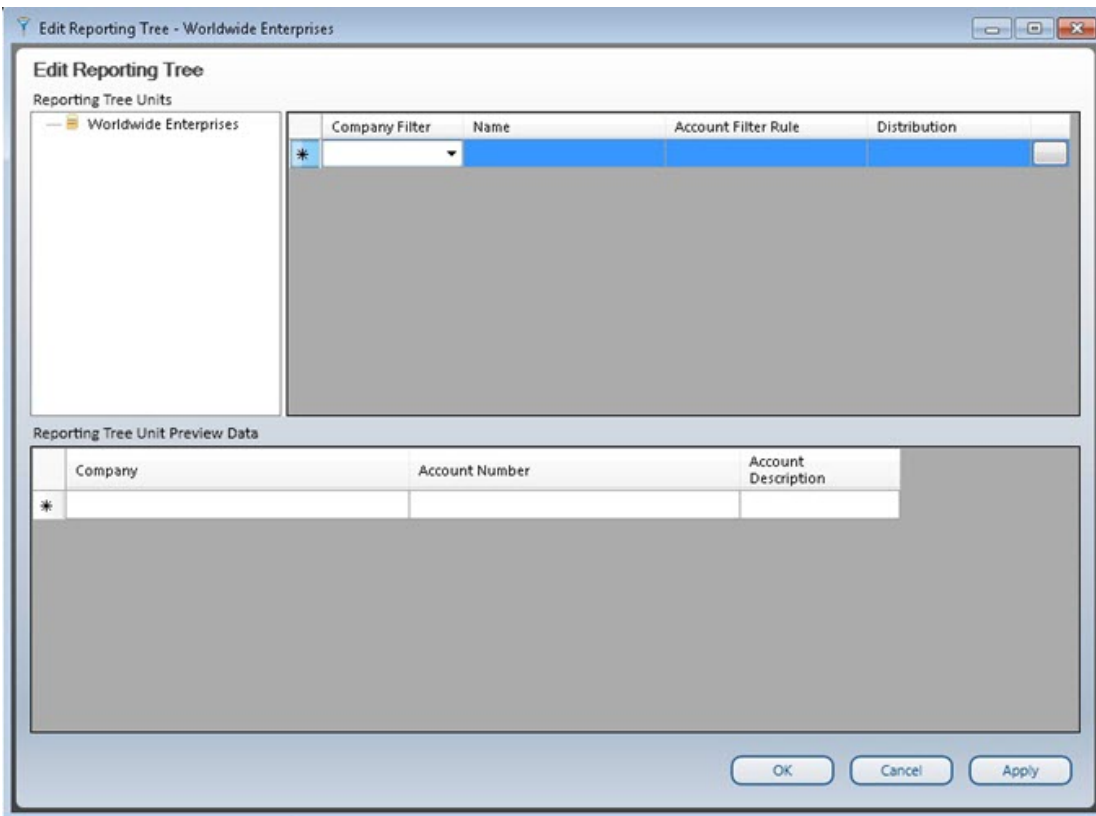 Edit Reporting Tree - Worldwide Enterprises
Edit Reporting Tree
Reporting Tree Units
Worldwide Enterprises
Company Filter Name Account Filter Rule Distribution
Reporting Tree Unit Preview Data
Company Account Number Account
Description
OK Cancel Apply